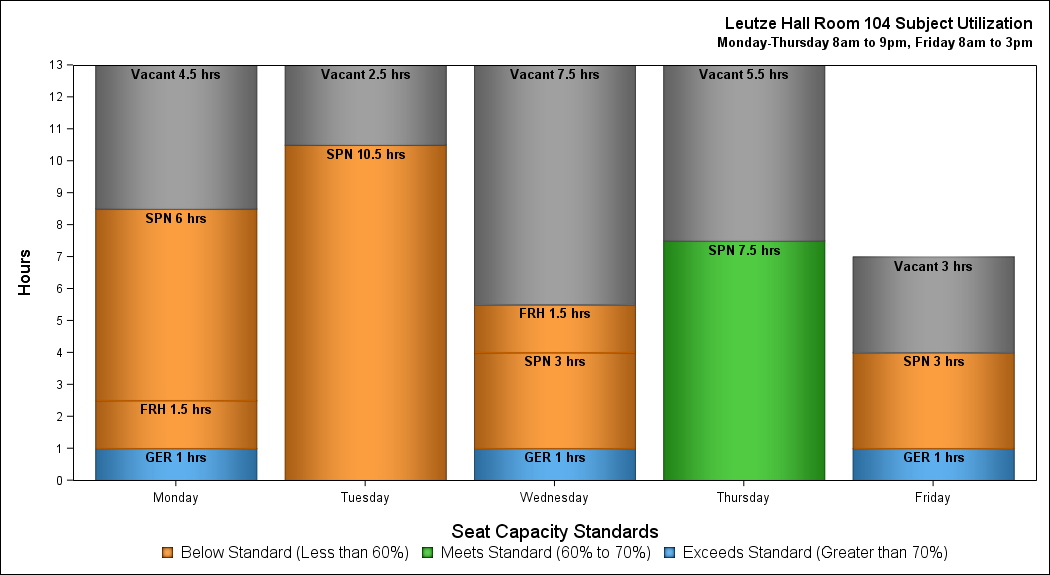 Leutze Hall Room 104 Subject Utilization
Monday-Thursday 8am to 9pm, Friday 8am to 3pm
Hours
13
12
11
10
9
8
7
6
5
4
3
2
1
0
Vacant 4.5 hrs
SPN 6 hrs
FRH 1.5 hrs
GER 1 hrs
Vacant 2.5 hrs
SPN 10.5 hrs
Vacant 7.5 hrs
FRH 1.5 hrs
SPN 3 hrs
GER 1 hrs
Vacant 5.5 hrs
SPN 7.5 hrs
Vacant 3 hrs
SPN 3 hrs
GER 1 hrs
Monday Tuesday Wednesday Thursday Friday
Seat Capacity Standards
Below Standard (Less than 60%) Meets Standard (60% to 70%) Exceeds Standard (Greater than 70%)